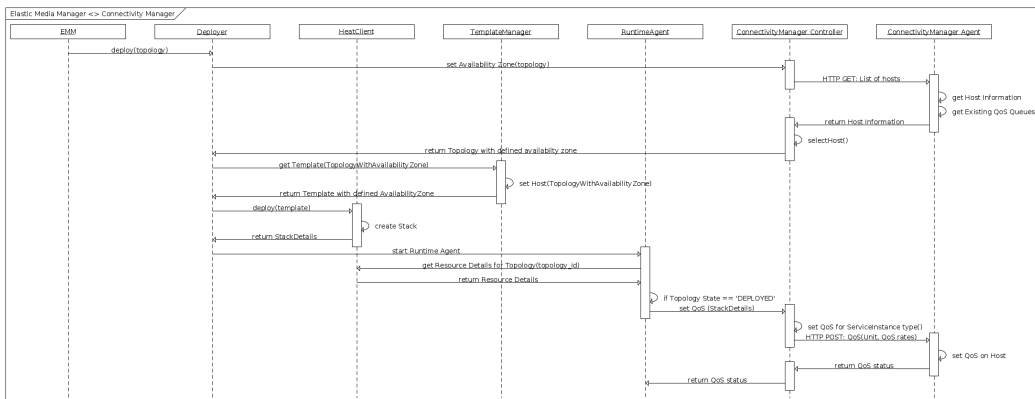 Elastic Media Manager <> Connectivity Manager
EMM
Deployer
HeatClient
TemplateManager
RuntimeAgent
ConnectivityManager Controller
ConnectivityManager Agent
deploy(topology)
set Availability Zone(topology)
HTTP GET: List of hosts
get Host Information
get Existing QoS Queues
return Host Information
selectHost()
return Topology with defined availablity zone
get Template(TopologyWithAvailabilityZone)
set Host(TopologyWithAvailabilityZone)
return Template with defined AvailabilityZone
deploy(template)
create Stack
return StackDetails
start Runtime Agent
get Resource Details for Topology(topology_id)
return Resource Details
if Topology State == 'DEPLOYED'
set QoS (StackDetails)
set QoS for ServiceInstance type()
HTTP POST: QoS(Unit, QoS rates)
set QoS on Host
return QoS status
return QoS status